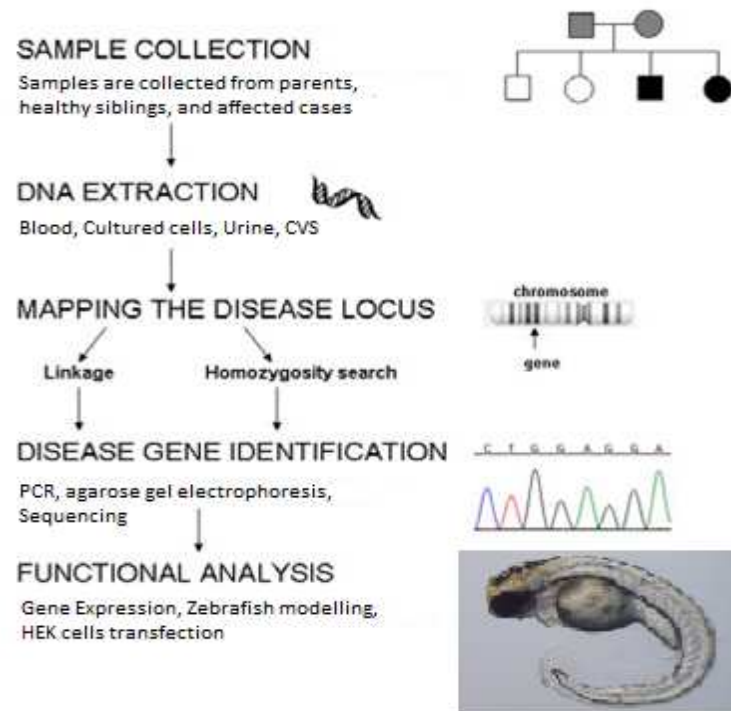 SAMPLE COLLECTION
Samples are collected from parents,
healthy siblings, and affected cases
DNA EXTRACTION
Blood, Cultured cells, Urine, CVS
MAPPING THE DISEASE LOCUS
chromosome
gene
Linkage
Homozygosity search
DISEASE GENE IDENTIFICATION
C T G G A G G A
PCR, agarose gel electrophoresis,
Sequencing
FUNCTIONAL ANALYSIS
Gene Expression, Zebrafish modelling,
HEK cells transfection